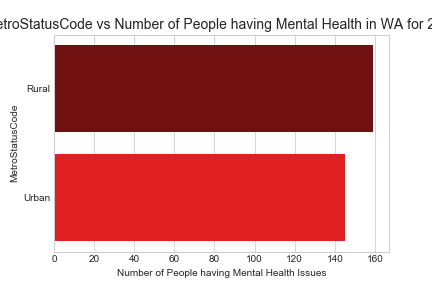 etroStatusCode vs Number of People having Mental Health in WA for 2
Rural
MetroStatusCode
Urban
0 20 40 60 80 100 120 140 160
Number of People having Mental Health Issues